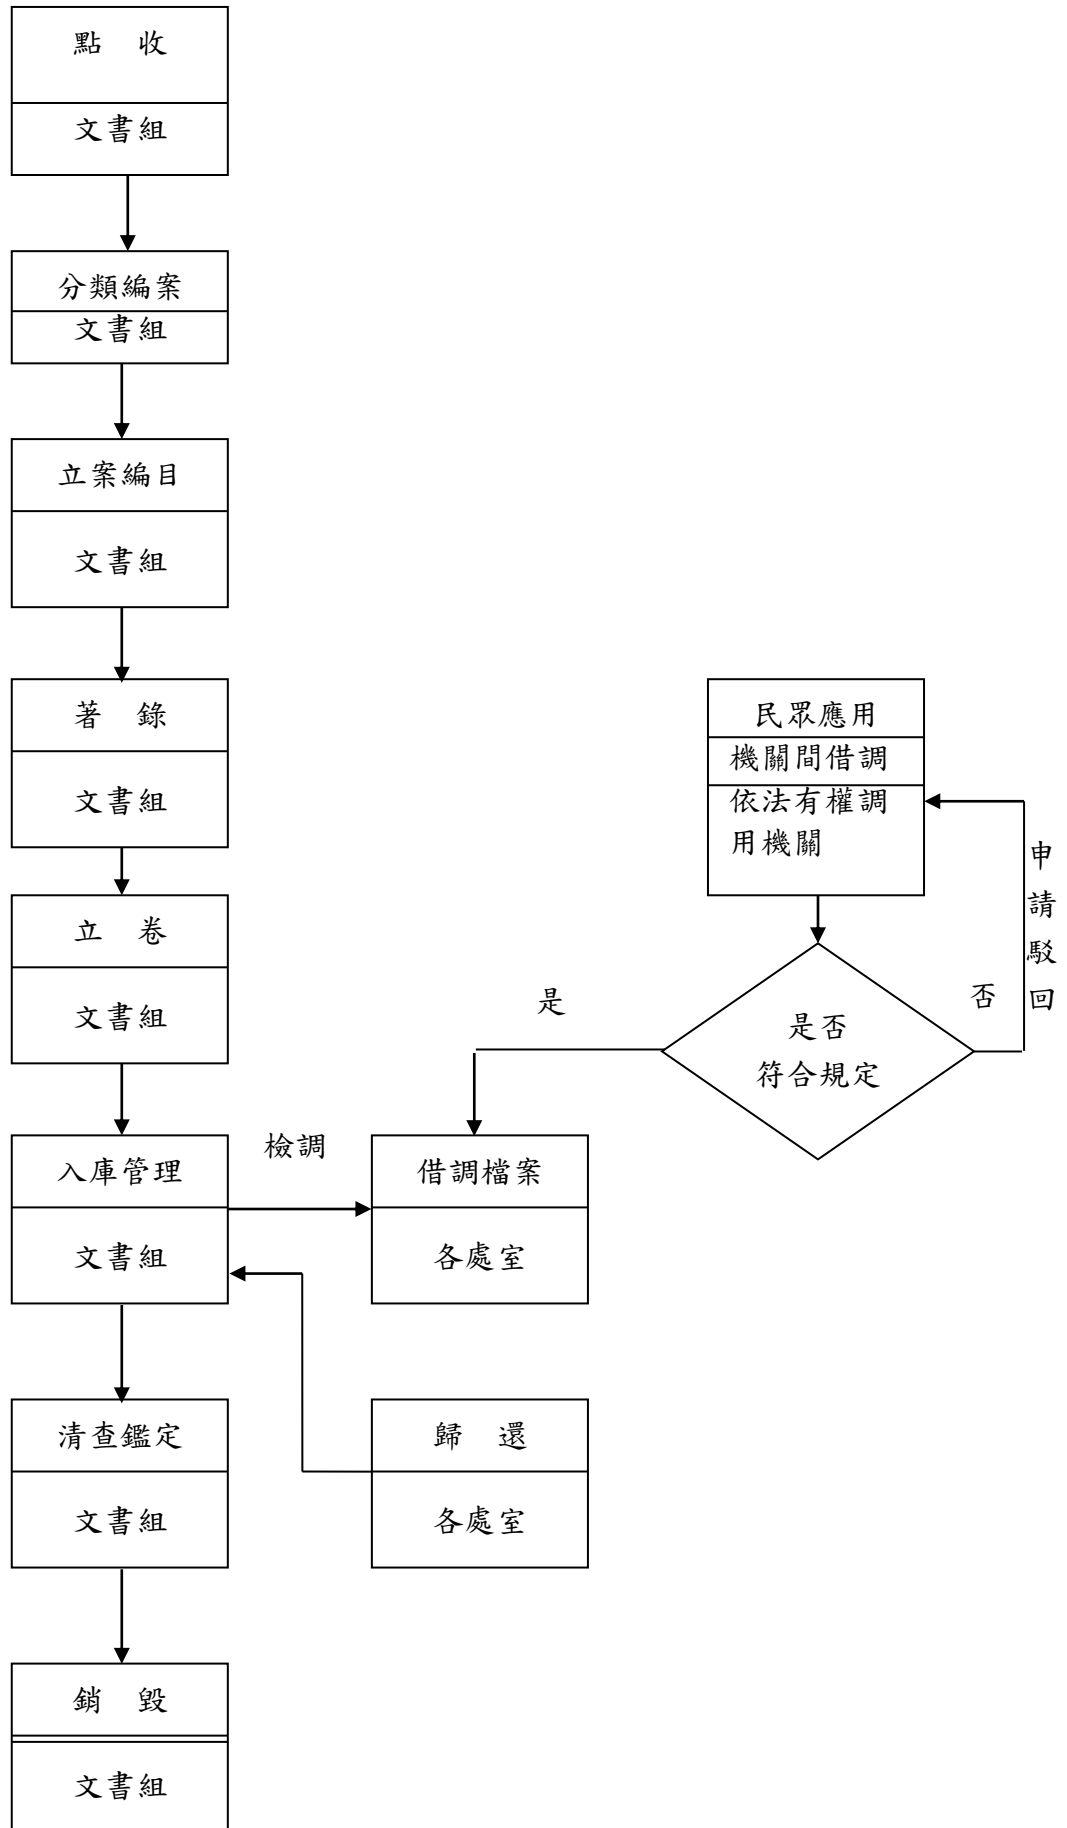 點　收
文書組
分類編案
文書組
立案編目
文書組
著　錄
文書組
立　卷
文書組
入庫管理
文書組
清查鑑定
文書組
銷　毀
文書組
檢調
借調檔案
各處室
歸　還
各處室
民眾應用
機關間借調
依法有權調
用機關
是否
符合規定
是
否
申請駁回